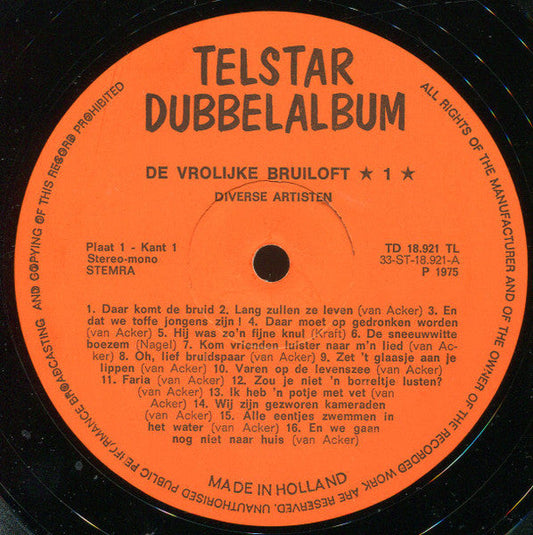 TELSTAR
DUBBELALBUM
DE VROLIJKE BRUILOFT ★ 1 ★
DIVERSE ARTISTEN
Plaat 1 - Kant 1
Stereo-mono
STEMRA
TD 18.921 TL
33-ST-18.921-A
P 1975
1. Daar komt de bruid 2. Lang zullen ze leven (van Acker) 3. En
dat we toffe jongens zijn! 4. Daar moet op gedronken worden
(van Acker) 5. Hij was zo'n fijne knul (Kraft) 6. De sneeuwwitte
boezem (Nagel) 7. Kom vrienden luister naar m'n lied (van Ac-
ker) 8. Oh, lief bruidspaar (van Acker) 9. Zet 't glaasje aan je
lippen (van Acker) 10. Varen op de levenszee (van Acker)
11. Faria (van Acker) 12. Zou je niet 'n borreltje lusten?
(van Acker) 13. Ik heb 'n potje met vet (van
Acker) 14. Wij zijn gezworen kameraden
(van Acker) 15. Alle eentjes zwemmen in
het water (van Acker) 16. En we gaan
nog niet naar huis (van Acker)
MADE IN HOLLAND
ALL RIGHTS OF THE MANUFACTURER AND OF THE OWNER OF THE RECORDED WORK ARE RESERVED. UNAUTHORISED PUBLIC PERFORMANCE BROADCASTING AND COPYING OF THIS RECORD PROHIBITED